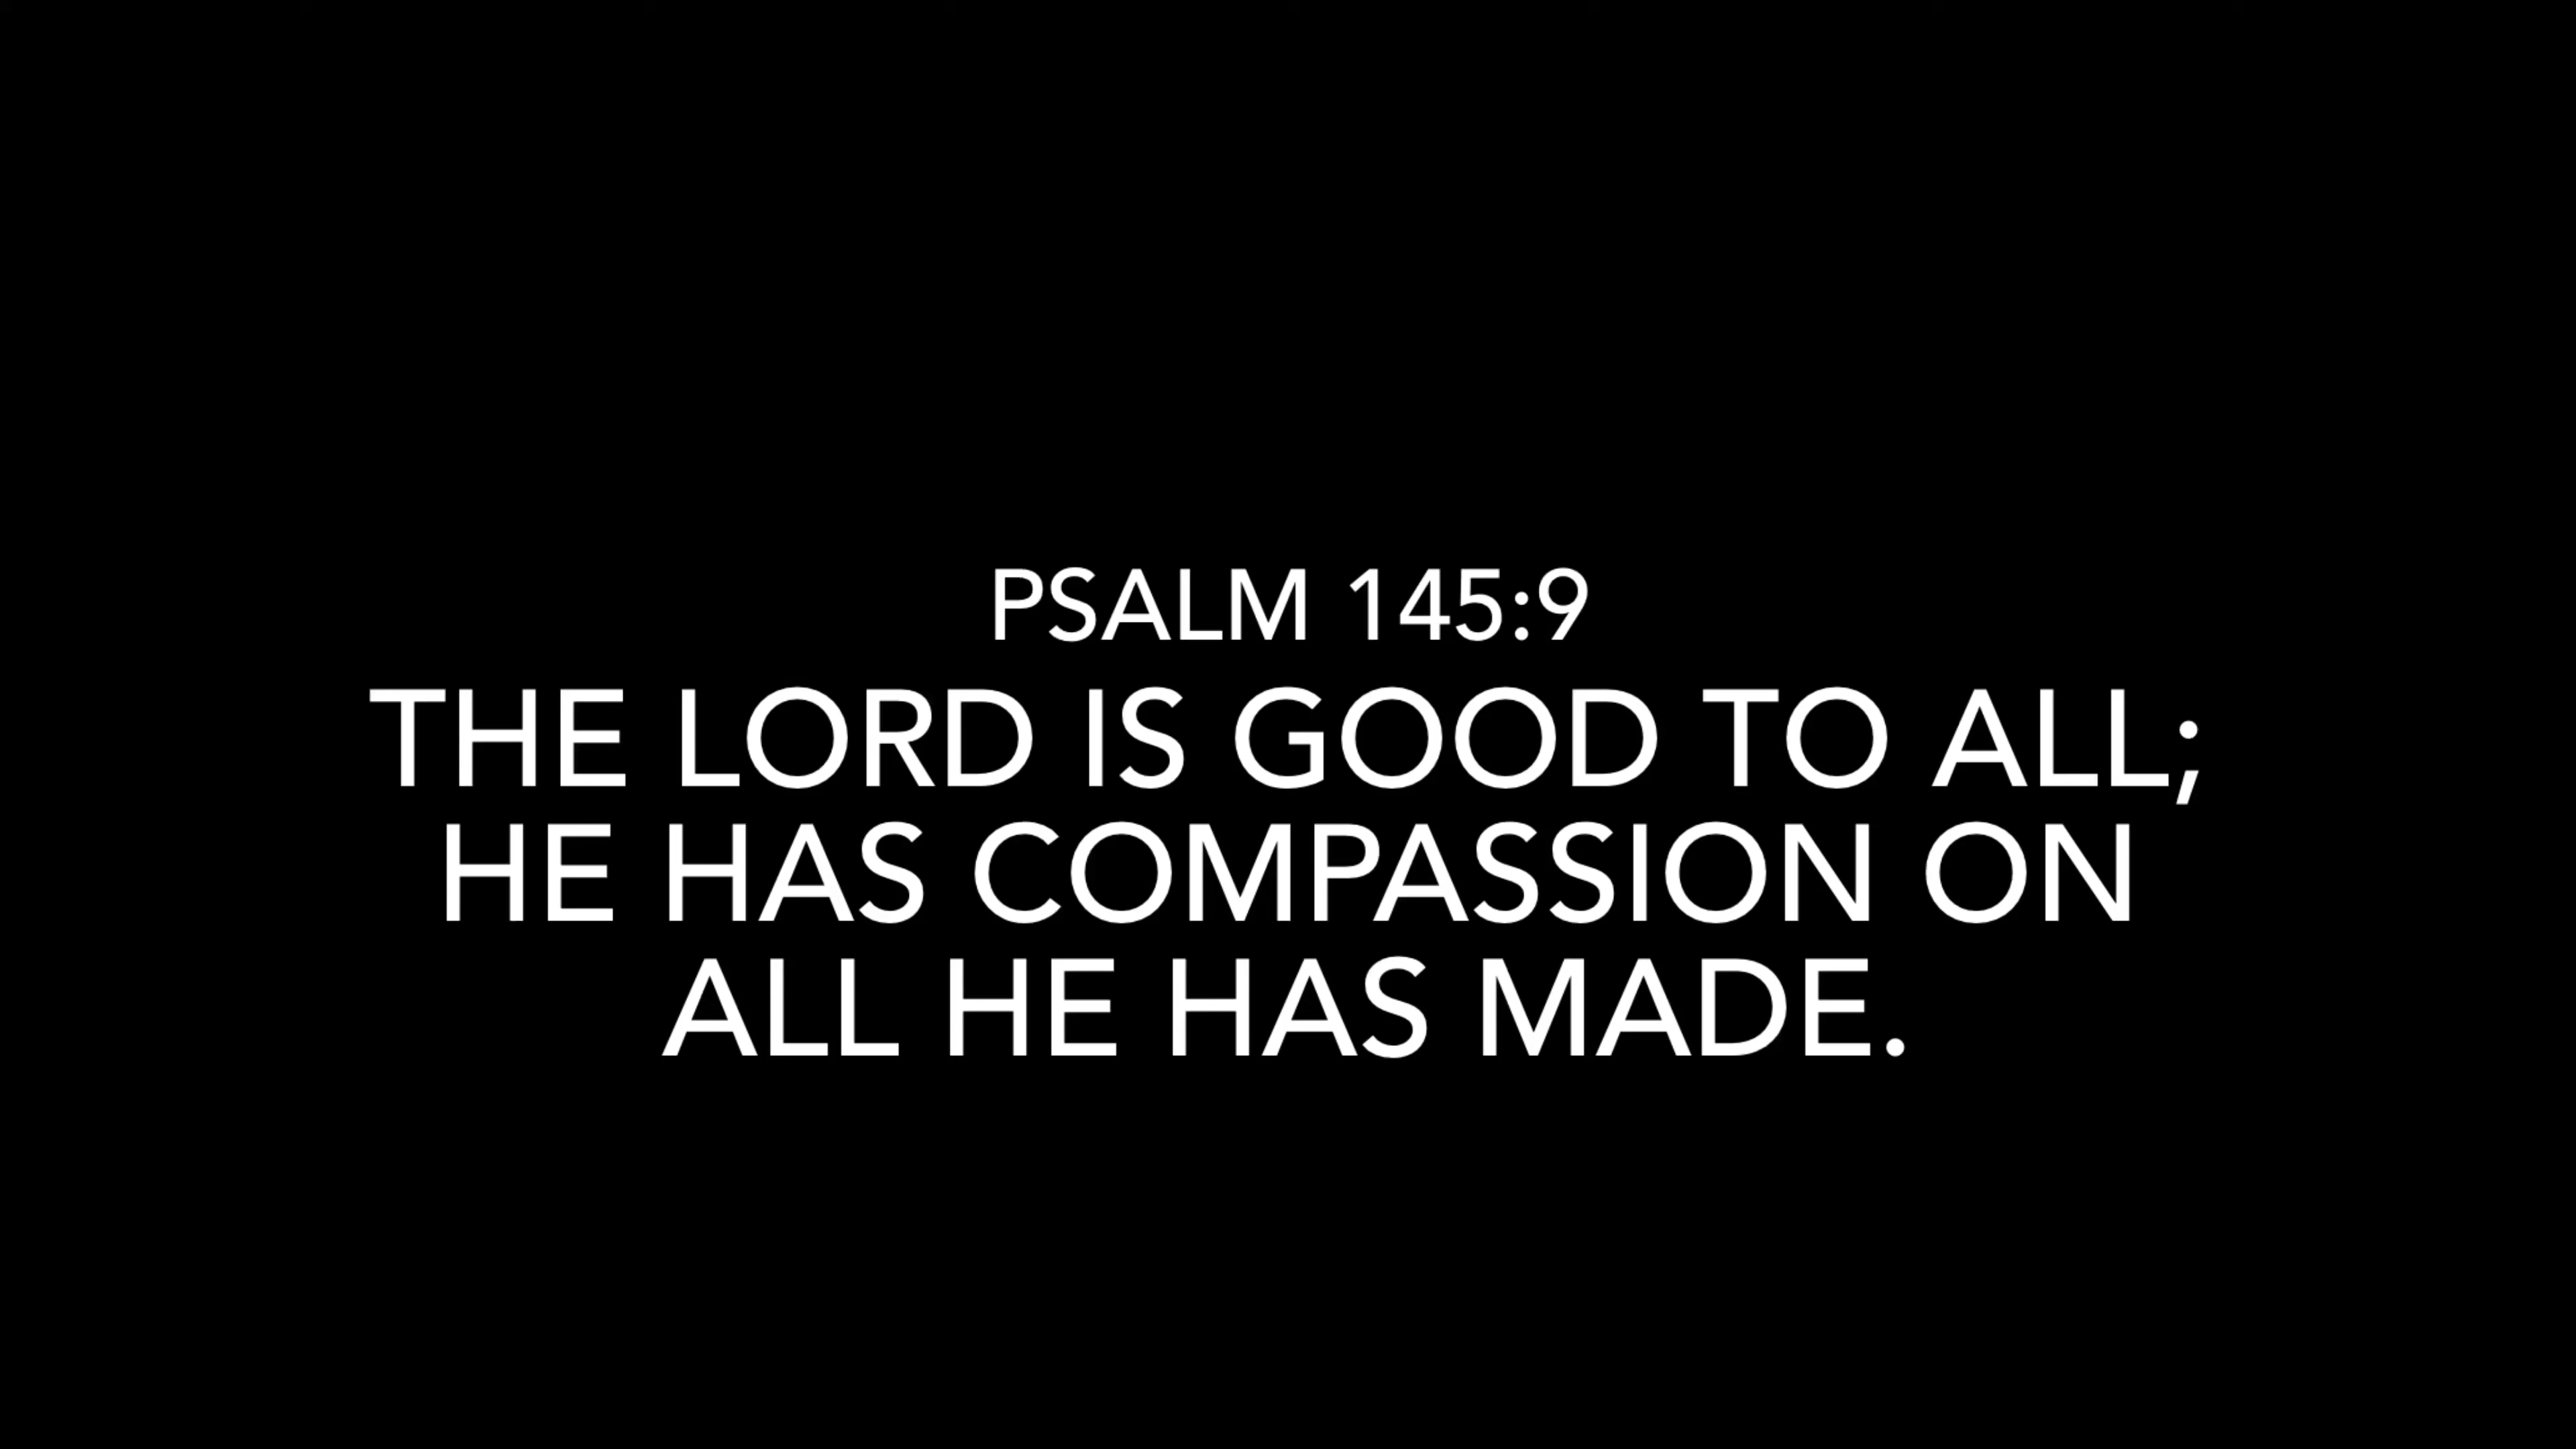 PSALM 145:9
THE LORD IS GOOD TO ALL;
HE HAS COMPASSION ON
ALL HE HAS MADE.